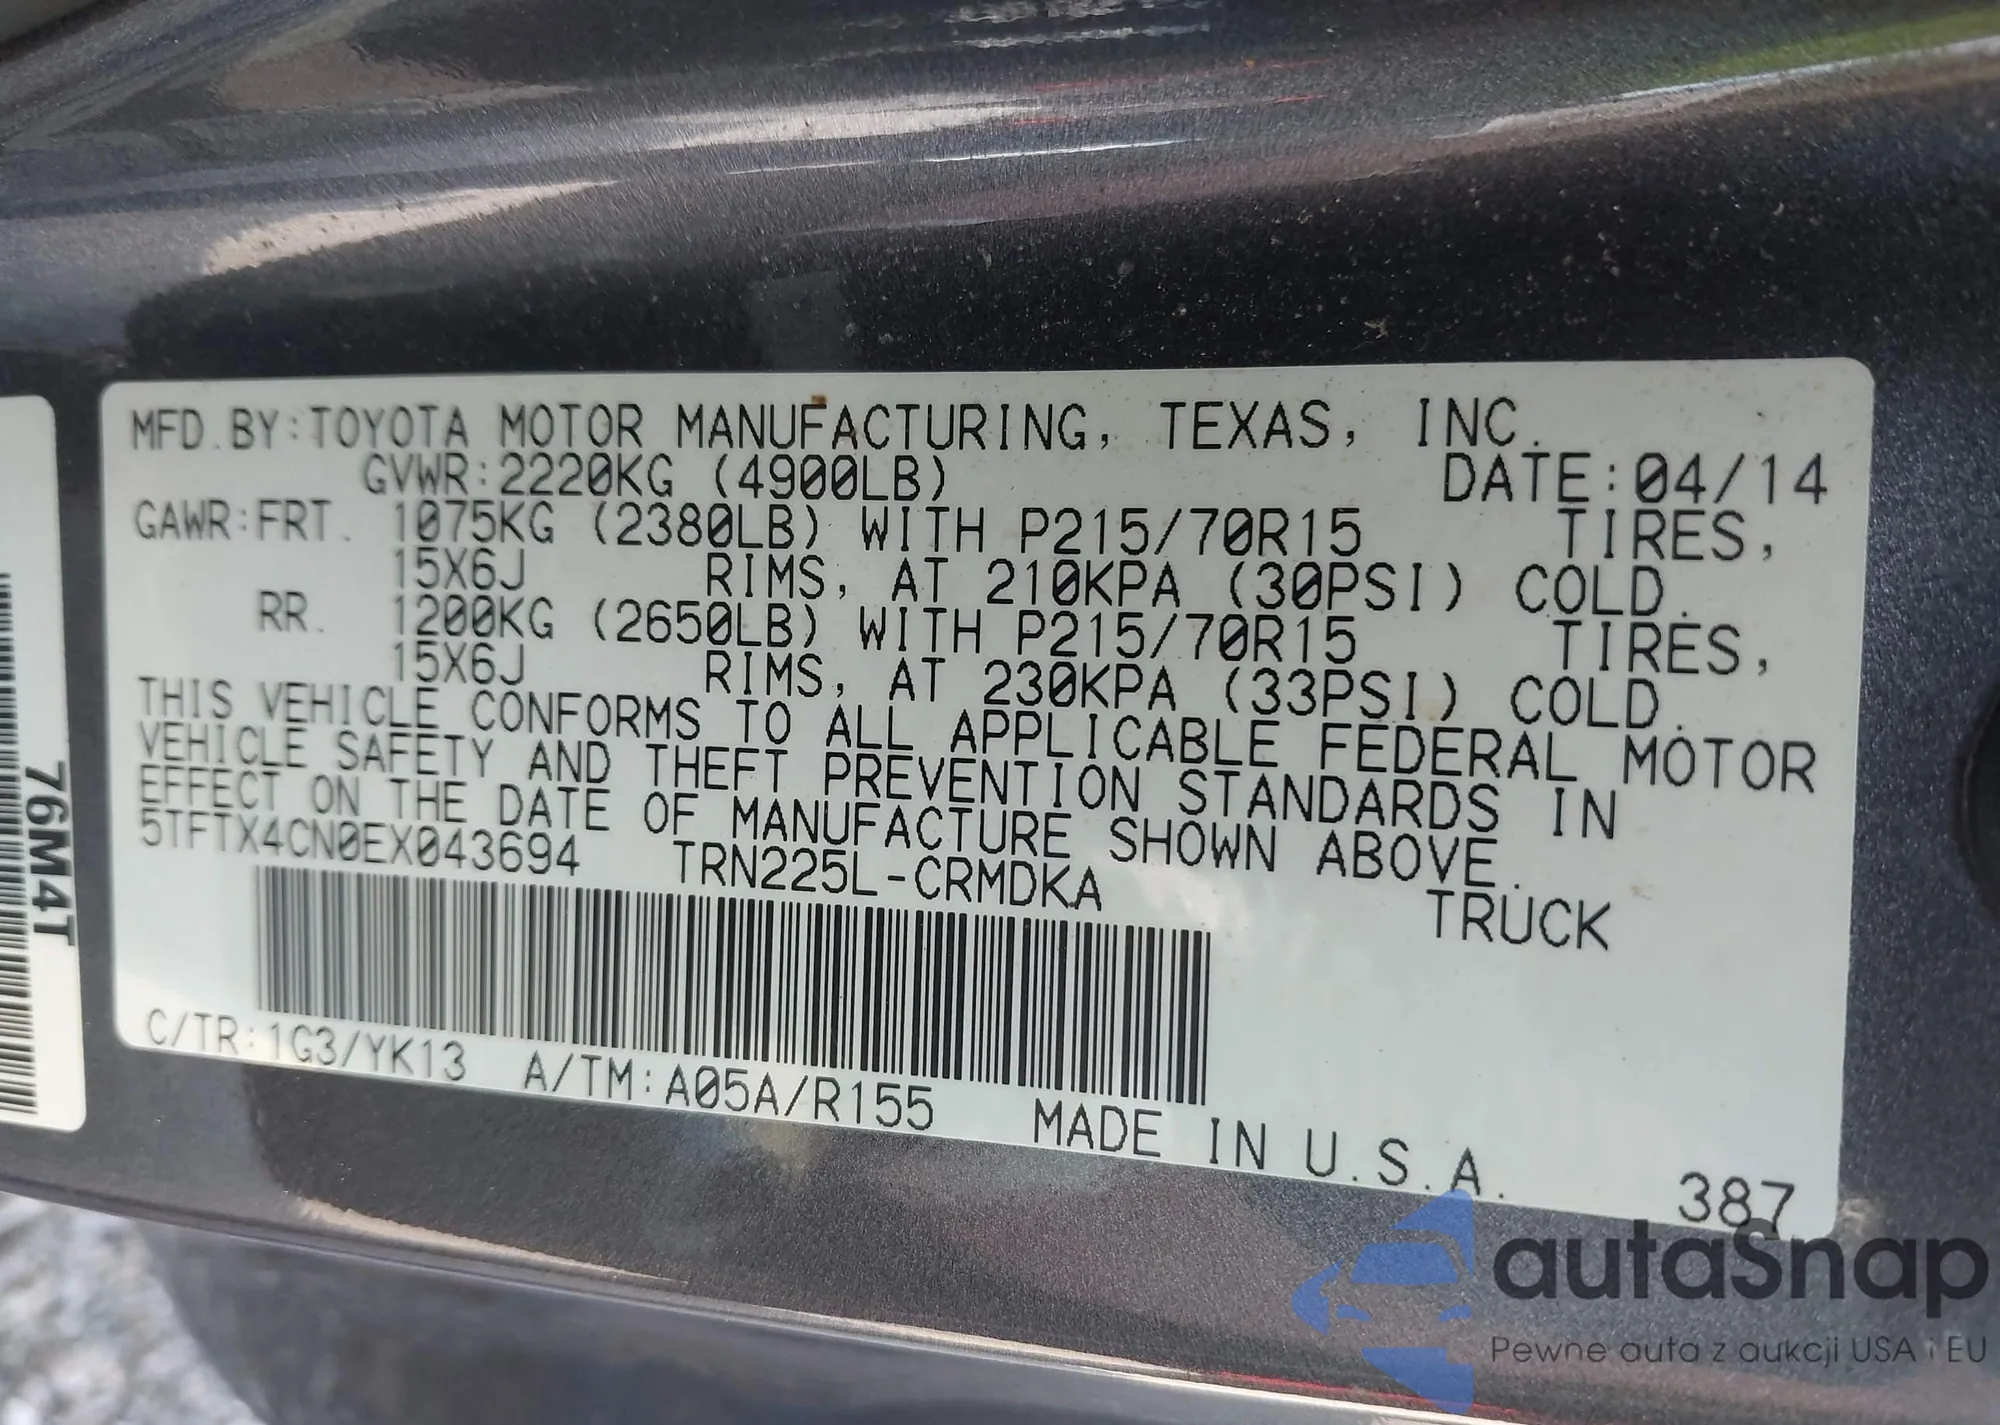 MFD.BY:TOYOTA MOTOR MANUFACTURING, TEXAS, INC.
GVWR:2220KG (4900LB) DATE:04/14
GAWR:FRT. 1075KG (2380LB) WITH P215/70R15 TIRES,
15X6J RIMS, AT 210KPA (30PSI) COLD.
RR. 1200KG (2650LB) WITH P215/70R15 TIRES,
15X6J RIMS, AT 230KPA (33PSI) COLD.
THIS VEHICLE CONFORMS TO ALL APPLICABLE FEDERAL MOTOR
VEHICLE SAFETY AND THEFT PREVENTION STANDARDS IN
EFFECT ON THE DATE OF MANUFACTURE SHOWN ABOVE.
5TFTX4CN0EX043694 TRN225L-CRMDKA TRUCK
C/TR:1G3/YK13 A/TM:A05A/R155 MADE IN U.S.A.
387
76M4T
autasnap
Pewne auta z aukcji USA i EU